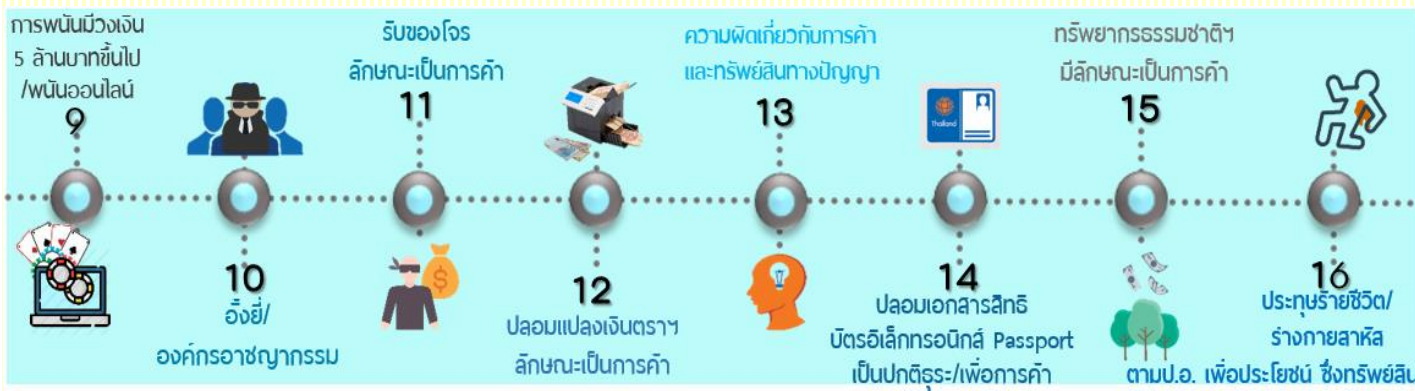 การพนันมีวงเงิน
5 ล้านบาทขึ้นไป
/พนันออนไลน์
9
10
อั้งยี่/
องค์กรอาชญากรรม
รับของโจร
ลักษณะเป็นการค้า
11
12
ปลอมแปลงเงินตราฯ
ลักษณะเป็นการค้า
ความผิดเกี่ยวกับการค้า
และทรัพย์สินทางปัญญา
13
Thailand
14
ปลอมเอกสารสิทธิ
บัตรอิเล็กทรอนิกส์ Passport
เป็นปกติธุระ/เพื่อการค้า
ทรัพยากรธรรมชาติฯ
มีลักษณะเป็นการค้า
15
16
ประทุษร้ายชีวิต/
ร่างกายสาหัส
ตามป.อ. เพื่อประโยชน์ ซึ่งทรัพย์สิน